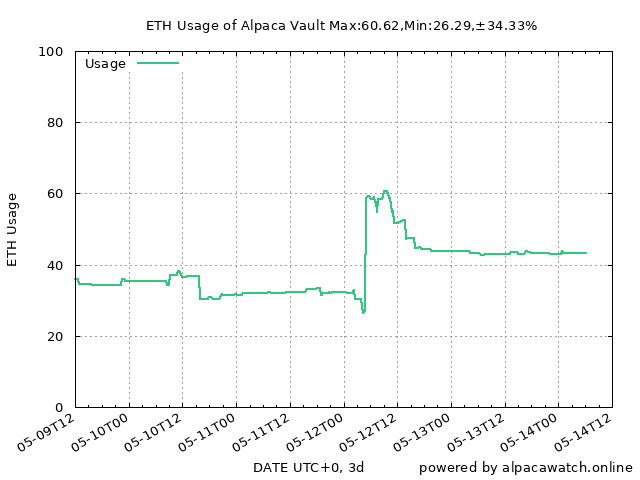 ETH Usage of Alpaca Vault Max:60.62,Min:26.29,±34.33%
Usage
100
80
60
40
20
0
ETH Usage
05-09T12
05-10T00
05-10T12
05-11T00
05-11T12
05-12T00
05-12T12
05-13T00
05-13T12
05-14T00
05-14T12
DATE UTC+0, 3d
powered by alpacawatch.online